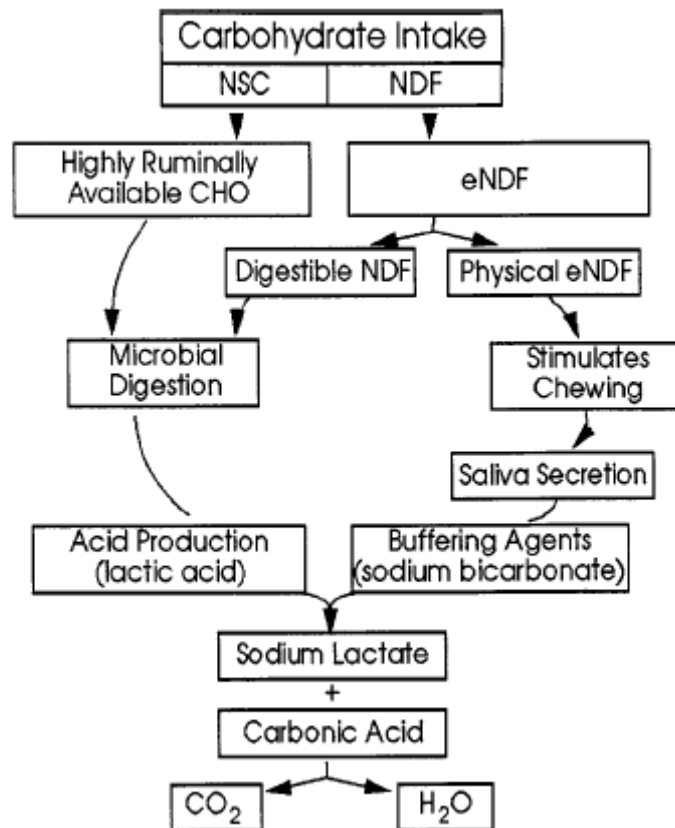 Carbohydrate Intake
NSC
NDF
Highly Ruminally
Available CHO
eNDF
Digestible NDF
Physical eNDF
Microbial
Digestion
Stimulates
Chewing
Saliva Secretion
Acid Production
(lactic acid)
Buffering Agents
(sodium bicarbonate)
Sodium Lactate
+
Carbonic Acid
CO₂
H₂O